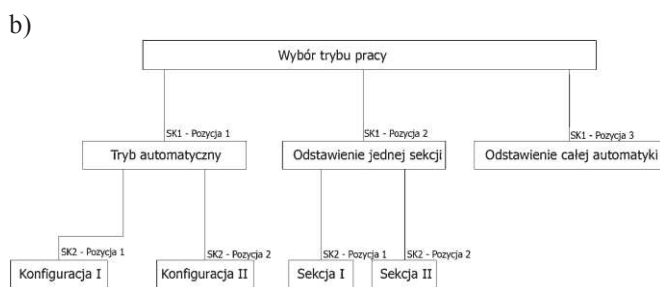 b)
Wybór trybu pracy
SK1 - Pozycja 1
SK1 - Pozycja 2
SK1 - Pozycja 3
Tryb automatyczny
Odstawienie jednej sekcji
Odstawienie całej automatyki
SK2 - Pozycja 1
SK2 - Pozycja 2
SK2 - Pozycja 1
SK2 - Pozycja 2
Konfiguracja I
Konfiguracja II
Sekcja I
Sekcja II